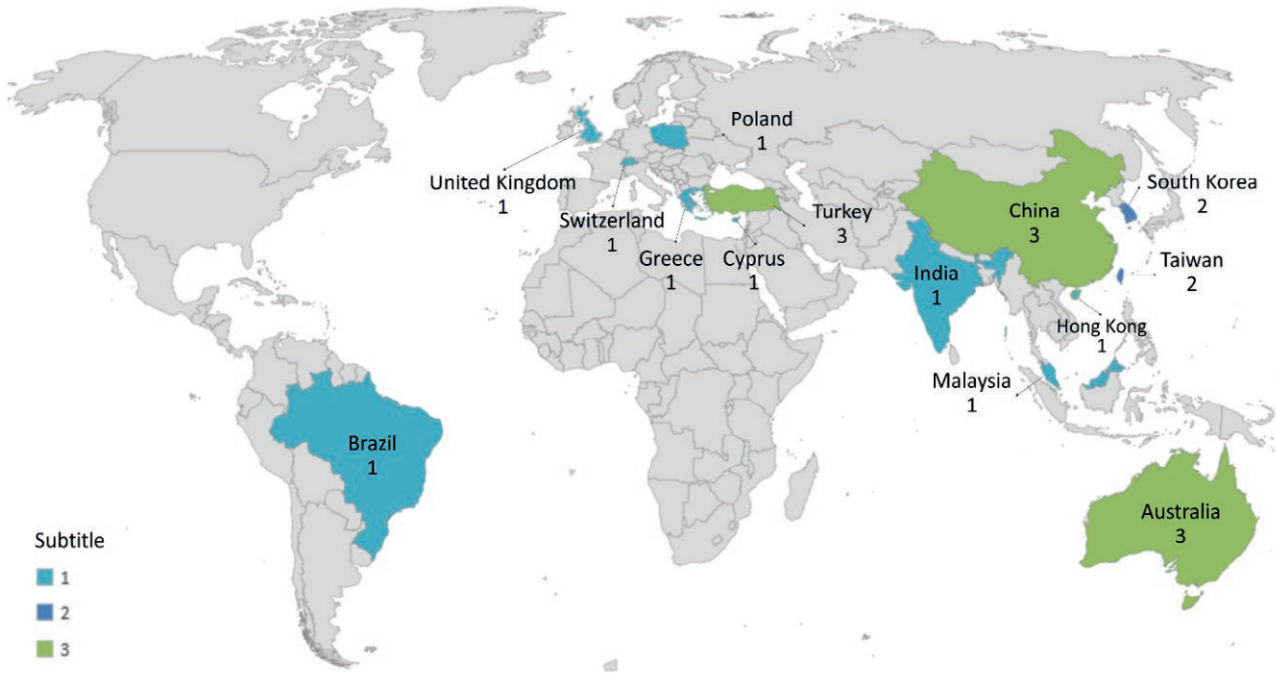 Poland
1
United Kingdom
1
South Korea
2
Switzerland
1
Turkey
3
China
3
Greece
1
Cyprus
1
India
1
Taiwan
2
Hong Kong
1
Malaysia
1
Brazil
1
Australia
3
Subtitle
1
2
3